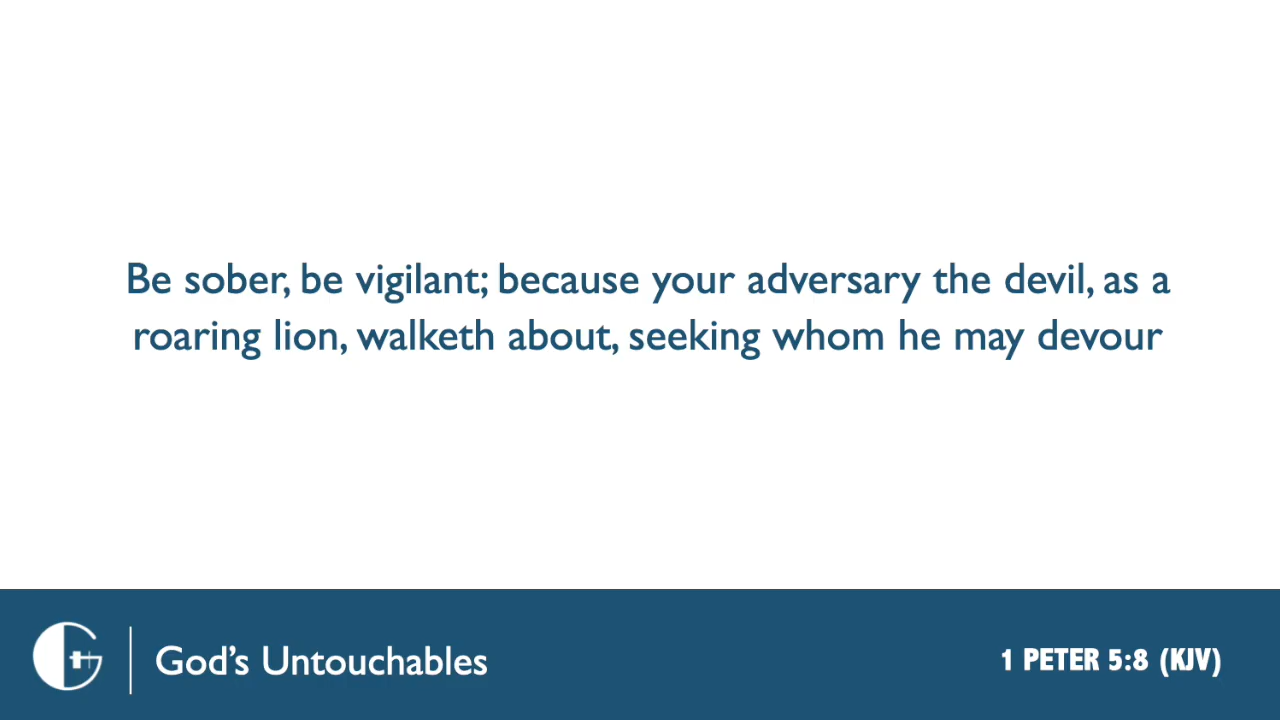 Be sober, be vigilant; because your adversary the devil, as a
roaring lion, walketh about, seeking whom he may devour
God’s Untouchables
1 PETER 5:8 (KJV)